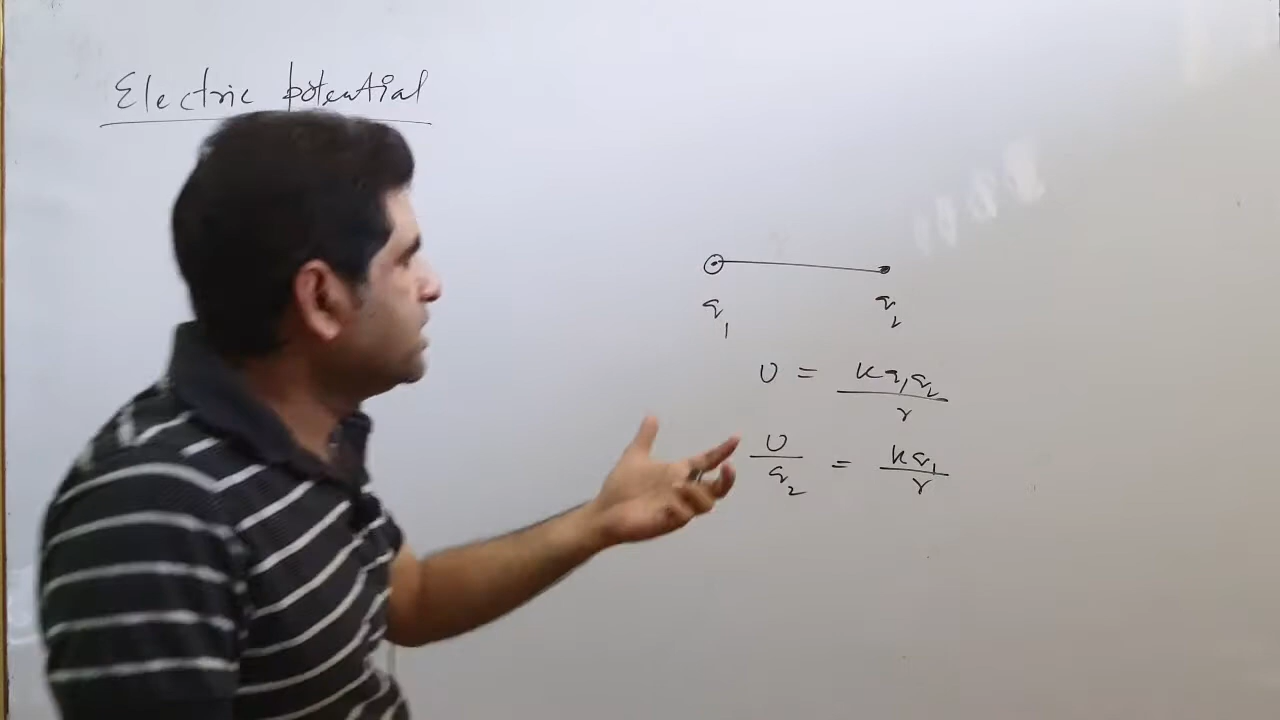 Electric potential
q₁ q₂
U = kq₁q₂/r
U/q₂ = kq₁/r